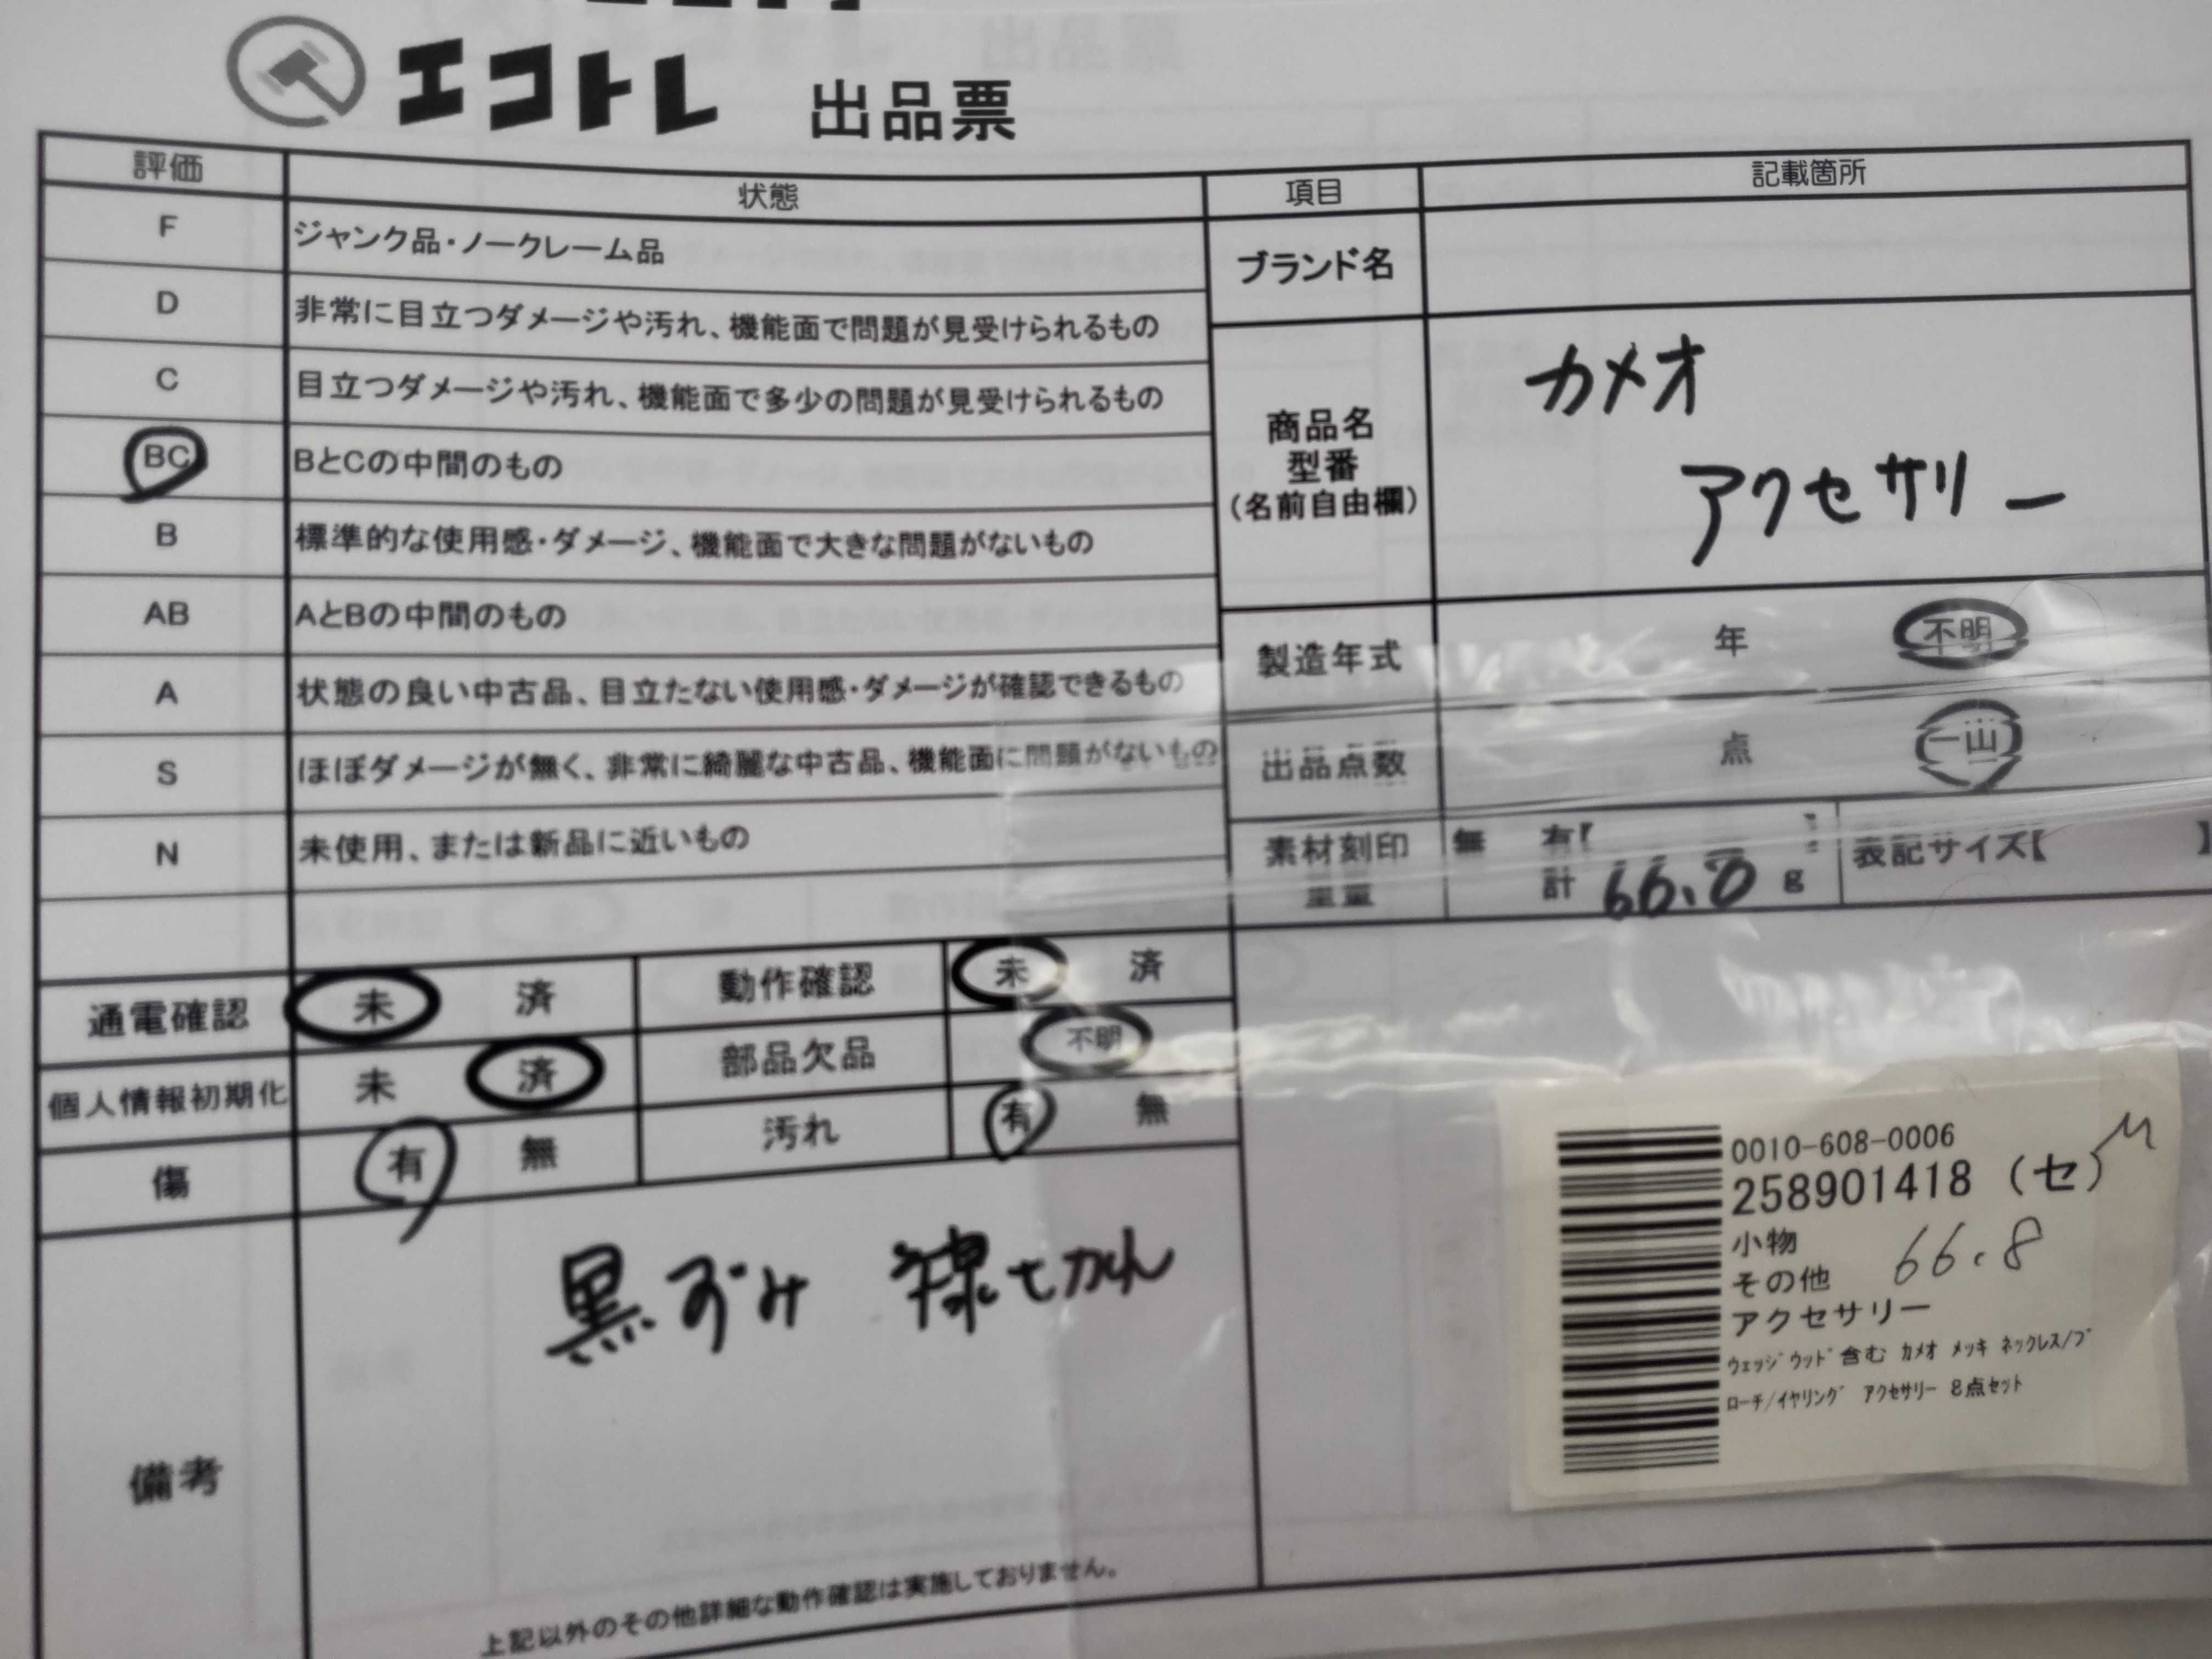 エコトレ 出品票
評価 状態 項目 記載箇所
F ジャンク品・ノークレーム品
D 非常に目立つダメージや汚れ、機能面で問題が見受けられるもの
C 目立つダメージや汚れ、機能面で多少の問題が見受けられるもの
BC BとCの中間のもの
B 標準的な使用感・ダメージ、機能面で大きな問題がないもの
AB AとBの中間のもの
A 状態の良い中古品、目立たない使用感・ダメージが確認できるもの
S ほぼダメージが無く、非常に綺麗な中古品、機能面に問題がないもの
N 未使用、または新品に近いもの
ブランド名
商品名
型番
(名前自由欄)
カメオ
アクセサリー
製造年式 年 不明
出品点数 点 一山
素材刻印 無 有【 】 表記サイズ【 】
重量 計 66.8 g
通電確認 未 済 動作確認 未 済
個人情報初期化 未 済 部品欠品 不明
傷 有 無 汚れ 有 無
備考
黒ずみ 線
上記以外のその他詳細な動作確認は実施しておりません。
0010-608-0006
258901418 (セ)
小物
その他 66.8
アクセサリー
ウェッジウッド含む カメオ メッキ ネックレス/ブ
ローチ/イヤリング アクセサリー 8点セット